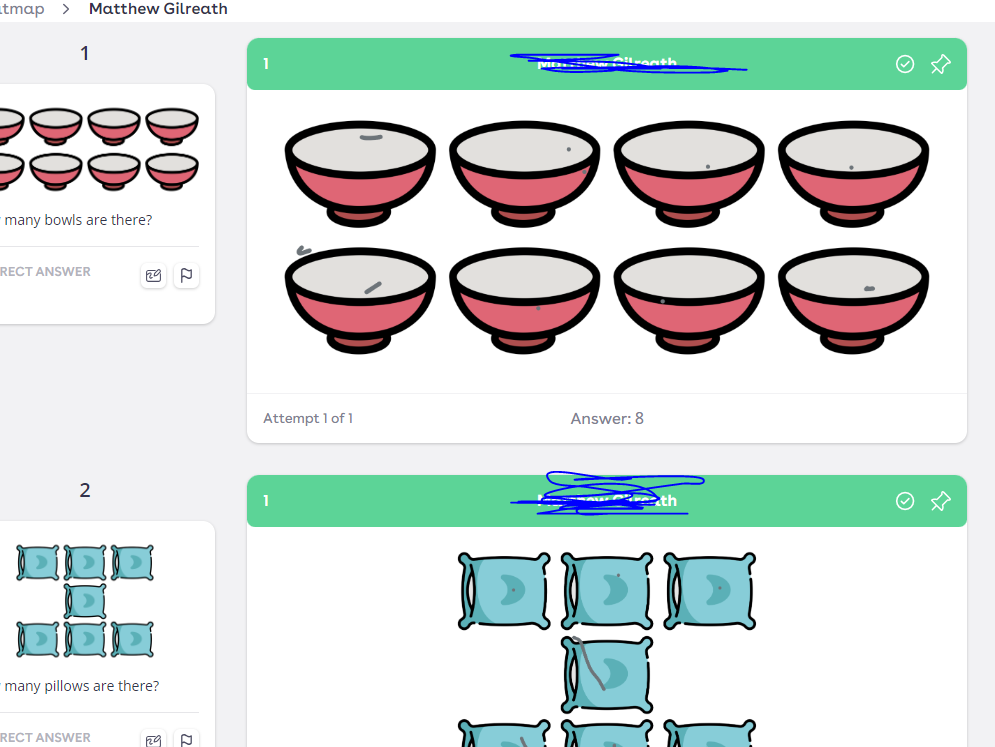 tmap > Matthew Gilreath
1
1
many bowls are there?
RECT ANSWER
Attempt 1 of 1
Answer: 8
2
1
many pillows are there?
RECT ANSWER